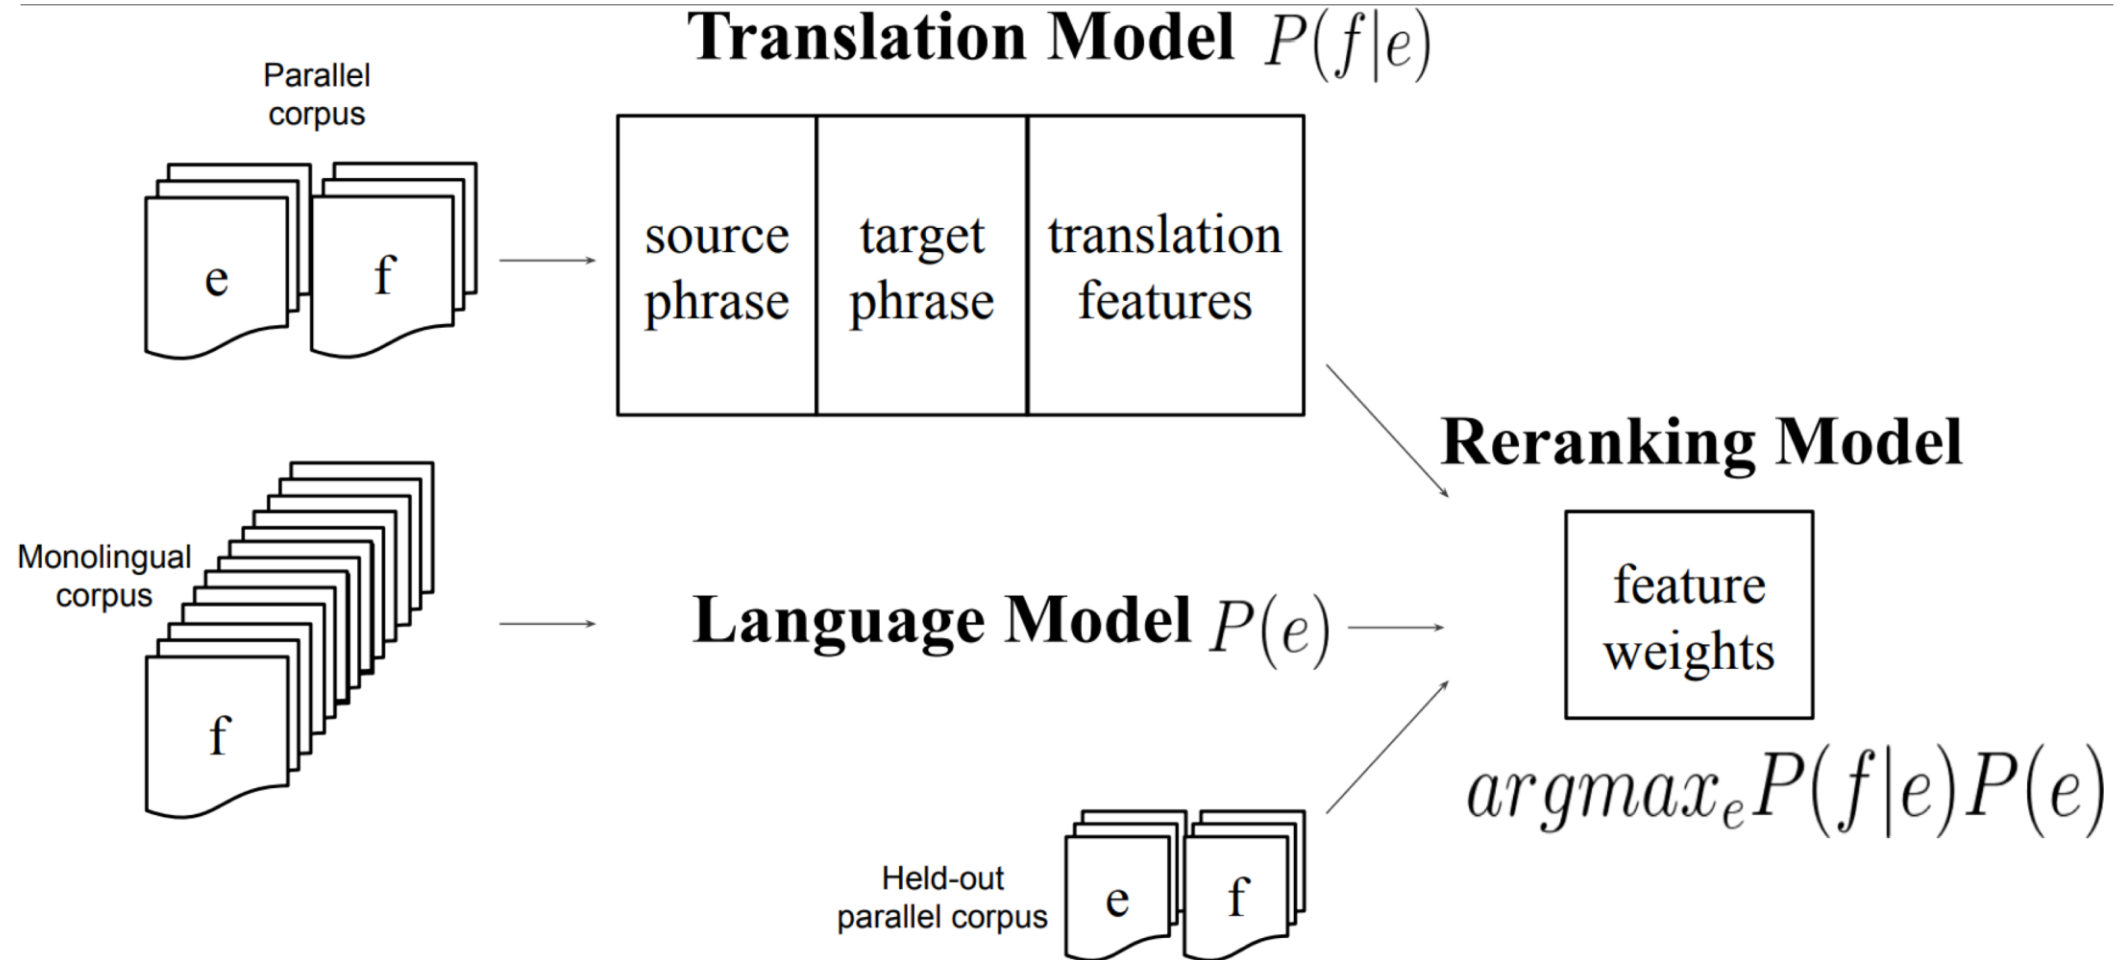 Translation Model P(f|e)
Parallel
corpus
e
f
source
phrase
target
phrase
translation
features
Reranking Model
Monolingual
corpus
f
Language Model P(e)
feature
weights
argmaxₑP(f|e)P(e)
Held-out
parallel corpus
e
f